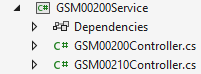 GSM00200Service
Dependencies
C# GSM00200Controller.cs
C# GSM00210Controller.cs